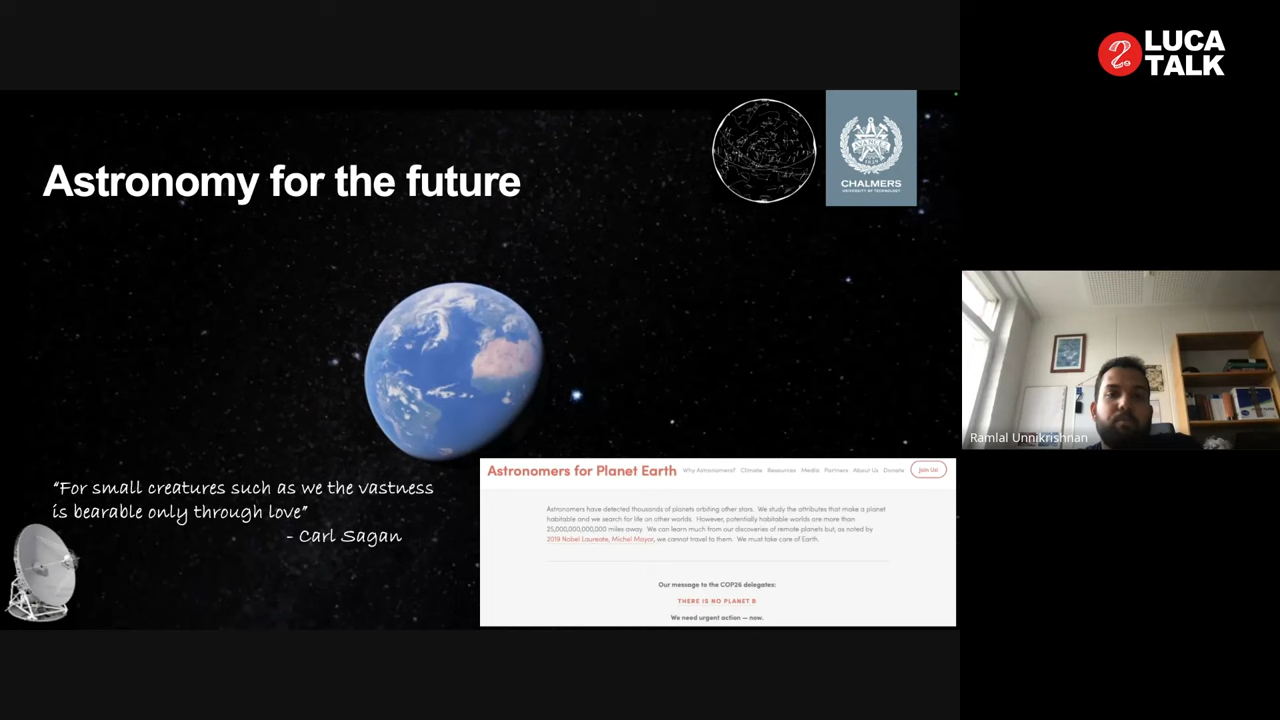 LUCA
TALK
Astronomy for the future
AVANCEZ
CHALMERS
UNIVERSITY OF TECHNOLOGY
"For small creatures such as we the vastness
is bearable only through love"
- Carl Sagan
Astronomers for Planet Earth
Why Astronomers? Climate Resources Media Partners About Us Donate
Join Us!
Astronomers have detected thousands of planets orbiting other stars. We study the attributes that make a planet
habitable and we search for life on other worlds. However, potentially habitable worlds are more than
25,000,000,000,000 miles away. We can learn much from our discoveries of remote planets but, as noted by
2019 Nobel Laureate, Michel Mayor, we cannot travel to them. We must take care of Earth.
Our message to the COP26 delegates:
THERE IS NO PLANET B
We need urgent action — now.
Ramlal Unnikrishnan